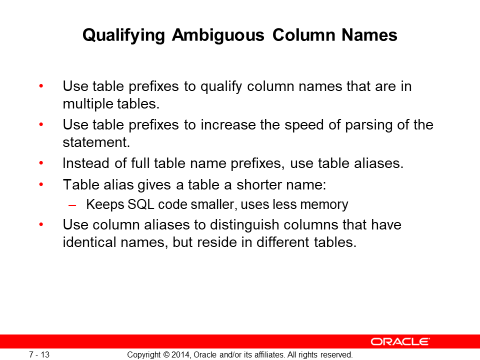 Qualifying Ambiguous Column Names
• Use table prefixes to qualify column names that are in
multiple tables.
• Use table prefixes to increase the speed of parsing of the
statement.
• Instead of full table name prefixes, use table aliases.
• Table alias gives a table a shorter name:
– Keeps SQL code smaller, uses less memory
• Use column aliases to distinguish columns that have
identical names, but reside in different tables.
ORACLE
7 - 13 Copyright © 2014, Oracle and/or its affiliates. All rights reserved.